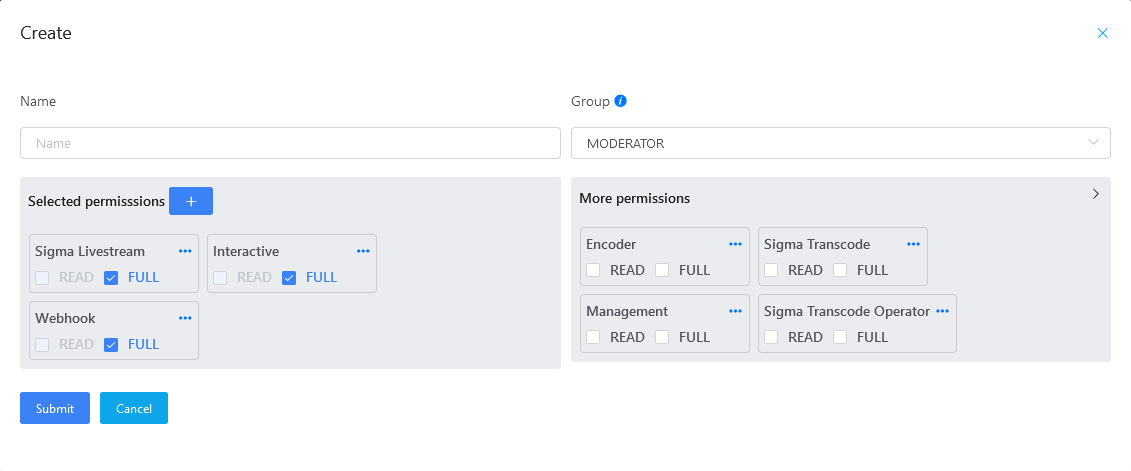 Create
Name
Group
Name
MODERATOR
Selected permisssions
Sigma Livestream
READ FULL
Interactive
READ FULL
Webhook
READ FULL
More permissions
Encoder
READ FULL
Sigma Transcode
READ FULL
Management
READ FULL
Sigma Transcode Operator
READ FULL
Submit
Cancel